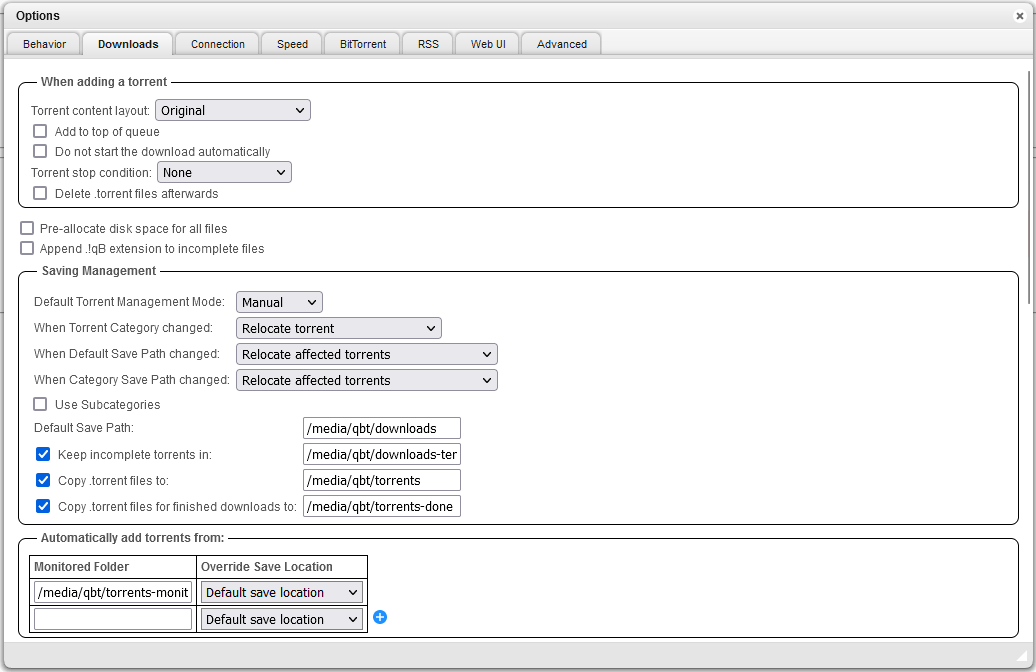 Options
Behavior Downloads Connection Speed BitTorrent RSS Web UI Advanced
When adding a torrent
Torrent content layout: Original
Add to top of queue
Do not start the download automatically
Torrent stop condition: None
Delete .torrent files afterwards
Pre-allocate disk space for all files
Append .!qB extension to incomplete files
Saving Management
Default Torrent Management Mode: Manual
When Torrent Category changed: Relocate torrent
When Default Save Path changed: Relocate affected torrents
When Category Save Path changed: Relocate affected torrents
Use Subcategories
Default Save Path: /media/qbt/downloads
Keep incomplete torrents in: /media/qbt/downloads-ter
Copy .torrent files to: /media/qbt/torrents
Copy .torrent files for finished downloads to: /media/qbt/torrents-done
Automatically add torrents from:
Monitored Folder Override Save Location
/media/qbt/torrents-monit Default save location
Default save location